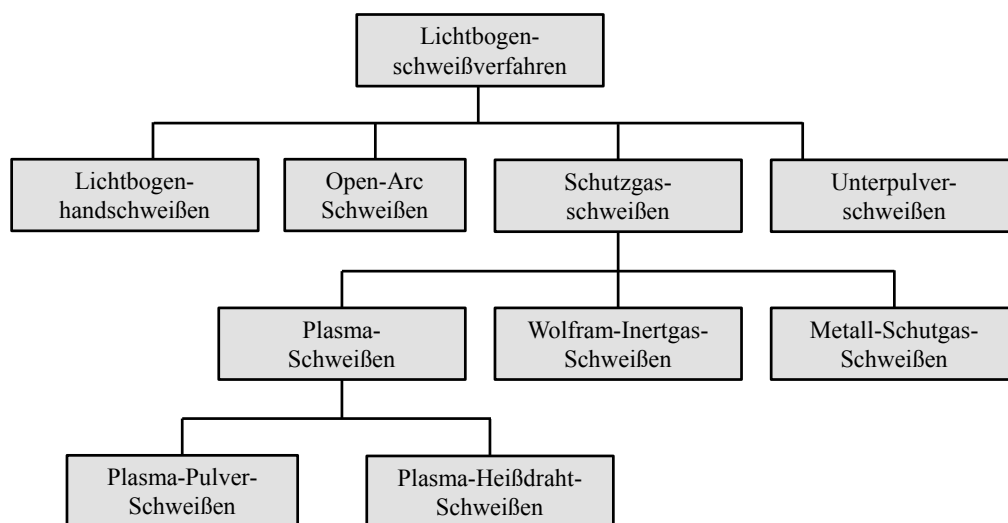 Lichtbogen-
schweißverfahren
Lichtbogen-
handschweißen
Open-Arc
Schweißen
Schutzgas-
schweißen
Unterpulver-
schweißen
Plasma-
Schweißen
Wolfram-Inertgas-
Schweißen
Metall-Schutgas-
Schweißen
Plasma-Pulver-
Schweißen
Plasma-Heißdraht-
Schweißen